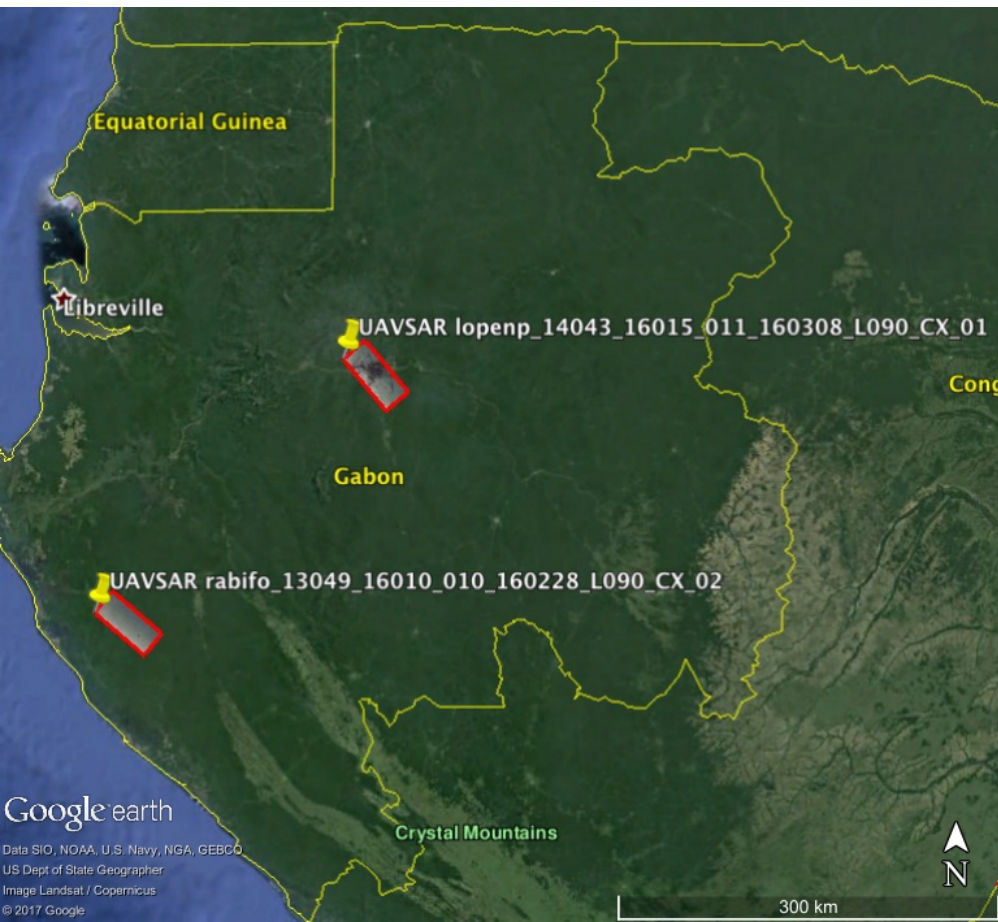 Equatorial Guinea
Libreville
UAVSAR lopenp_14043_16015_011_160308_L090_CX_01
Cong
Gabon
UAVSAR rabifo_13049_16010_010_160228_L090_CX_02
Google earth
Crystal Mountains
Data SIO, NOAA, U.S. Navy, NGA, GEBCO
US Dept of State Geographer
Image Landsat / Copernicus
© 2017 Google
N
300 km